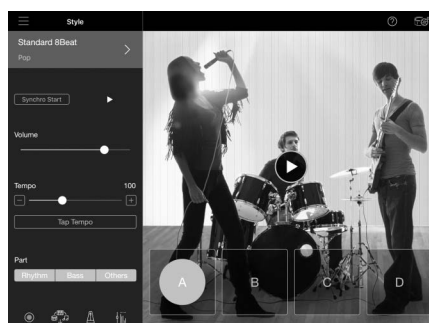 Style
Standard 8Beat
Pop
Synchro Start
Volume
Tempo 100
Tap Tempo
Part
Rhythm Bass Others
A B C D